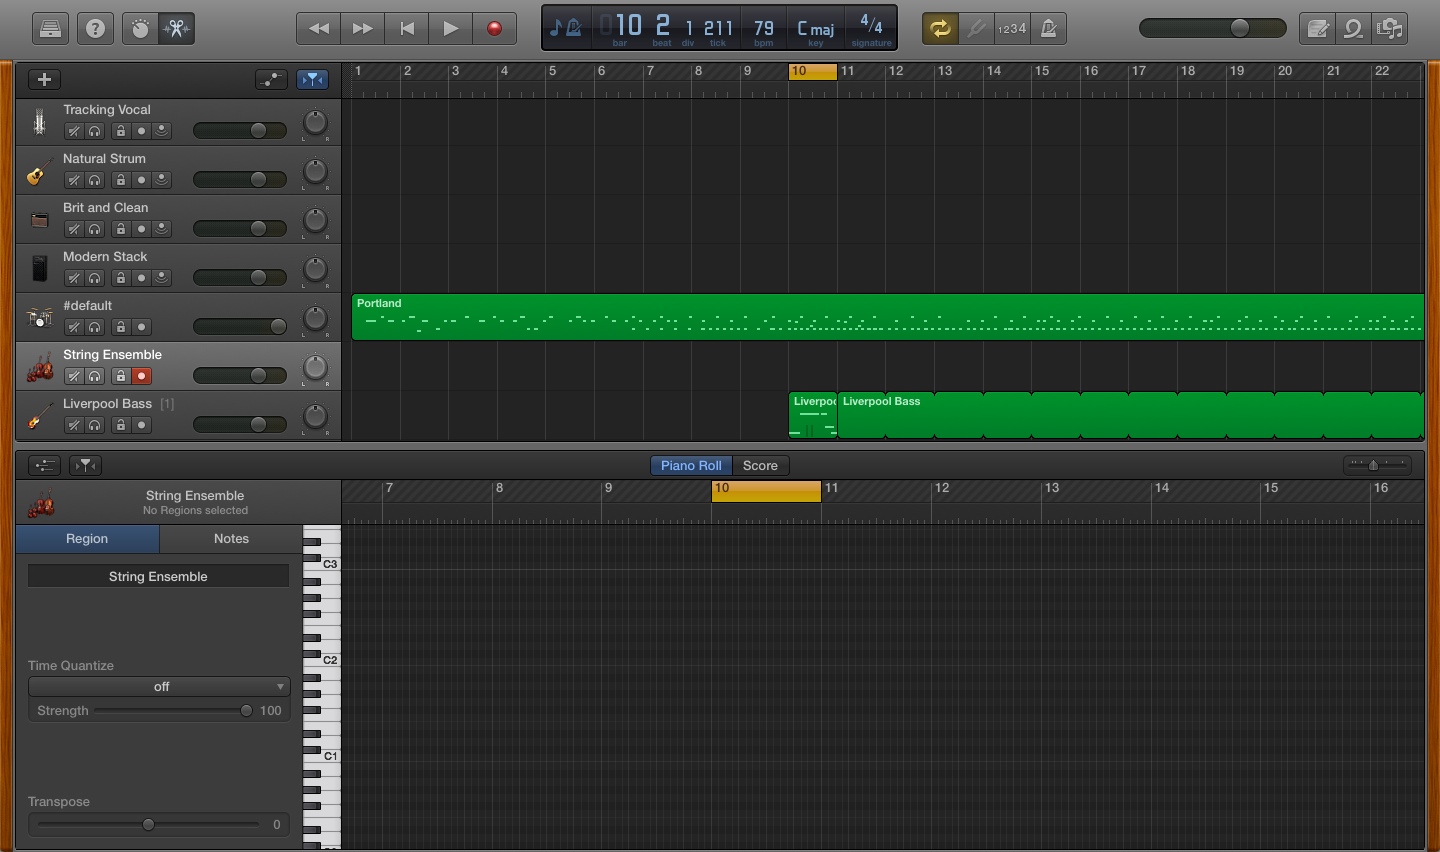 010 2 1 211 79 C maj 4/4
bar beat div tick bpm key signature
1234
1 2 3 4 5 6 7 8 9 10 11 12 13 14 15 16 17 18 19 20 21 22
Tracking Vocal
L R
Natural Strum
L R
Brit and Clean
L R
Modern Stack
L R
#default
L R
Portland
String Ensemble
L R
Liverpool Bass [1]
L R
Liverpoo
Liverpool Bass
Piano Roll Score
String Ensemble
No Regions selected
7 8 9 10 11 12 13 14 15 16
Region Notes
String Ensemble
C3
C2
C1
Time Quantize
off
Strength 100
Transpose
0